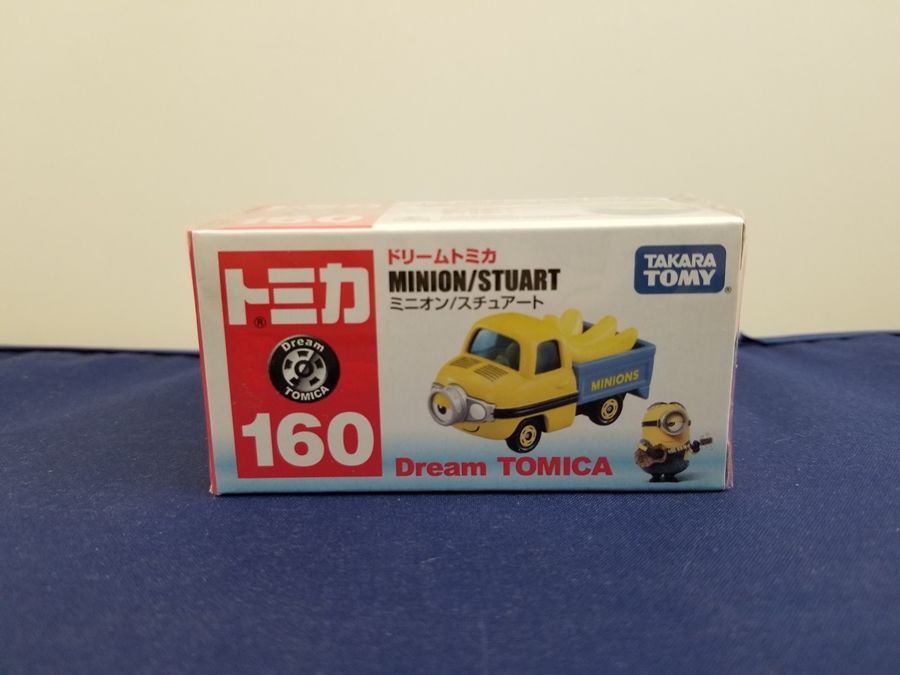 160
トミカ®
Dream
TOMICA
160
ドリームトミカ
MINION/STUART
ミニオン/スチュアート
TAKARA
TOMY®
MINIONS
Dream TOMICA